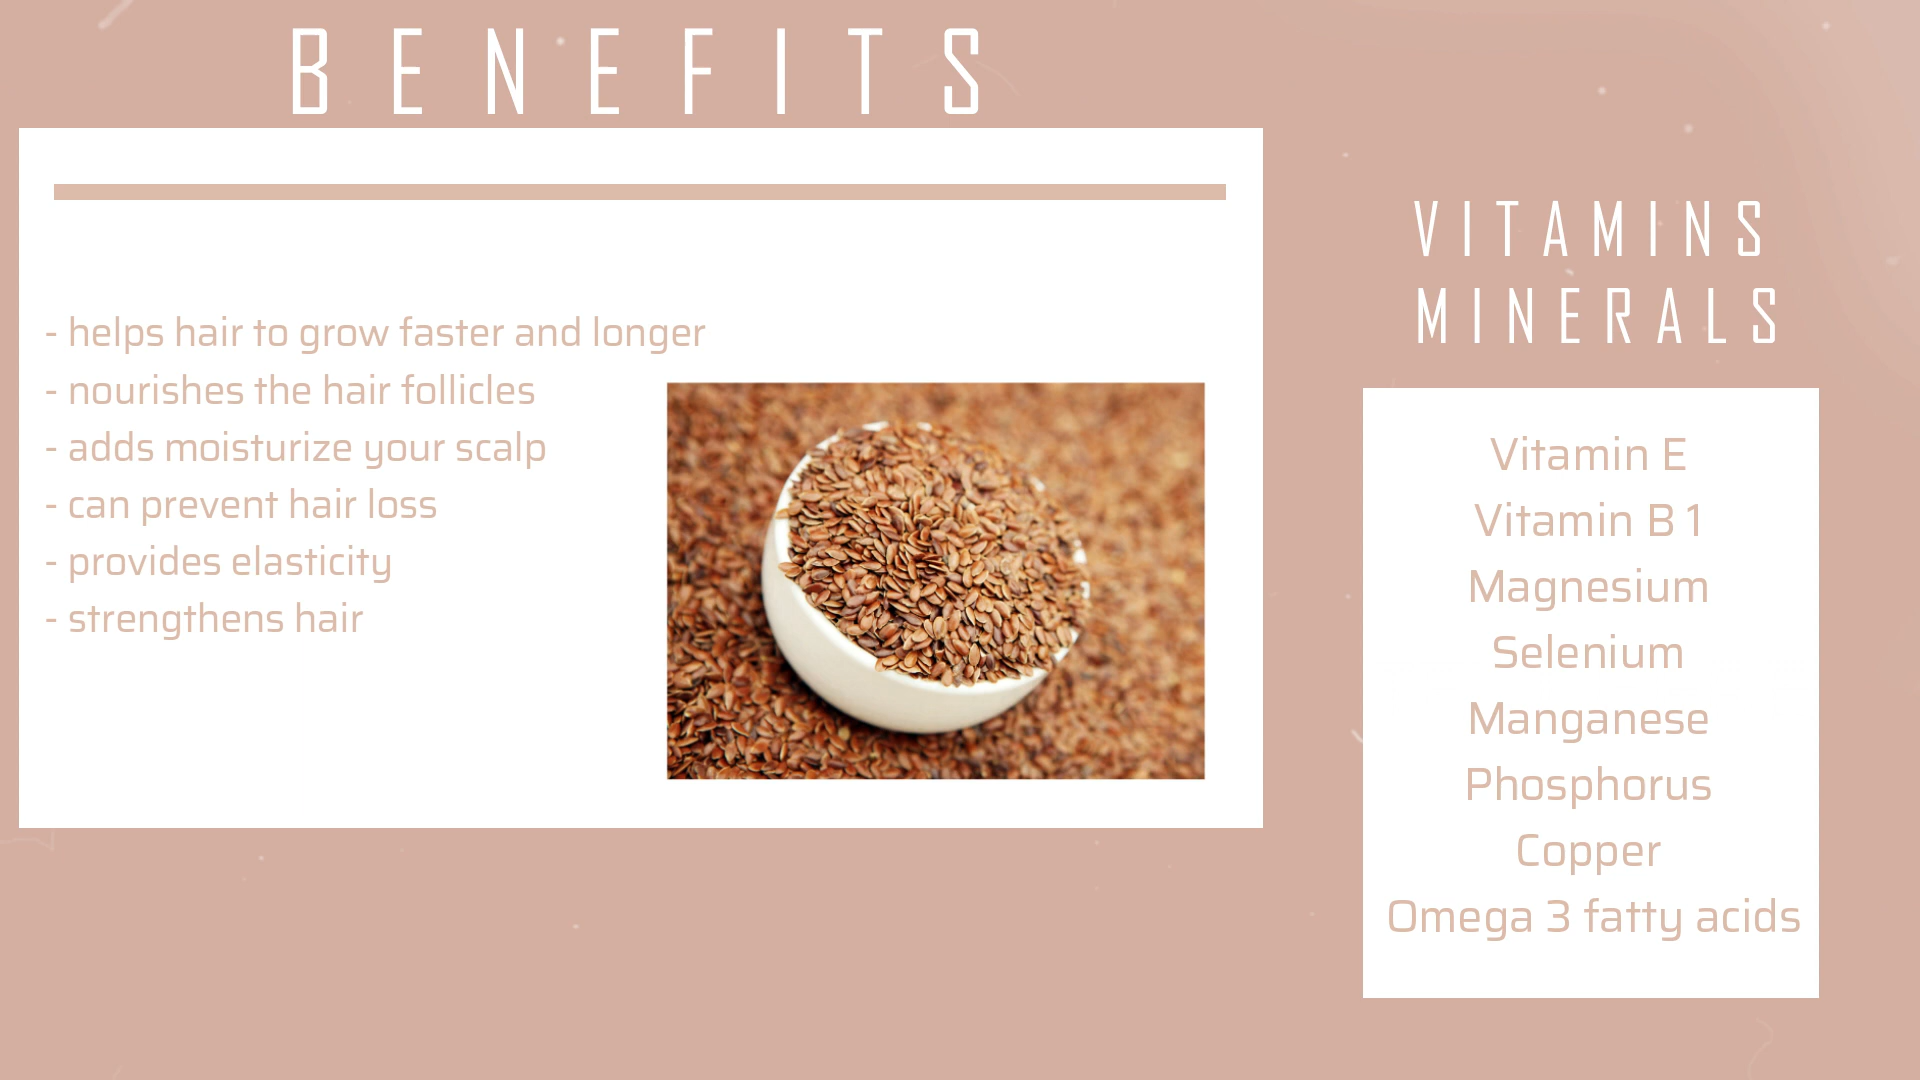 BENEFITS
- helps hair to grow faster and longer
- nourishes the hair follicles
- adds moisturize your scalp
- can prevent hair loss
- provides elasticity
- strengthens hair
VITAMINS
MINERALS
Vitamin E
Vitamin B 1
Magnesium
Selenium
Manganese
Phosphorus
Copper
Omega 3 fatty acids